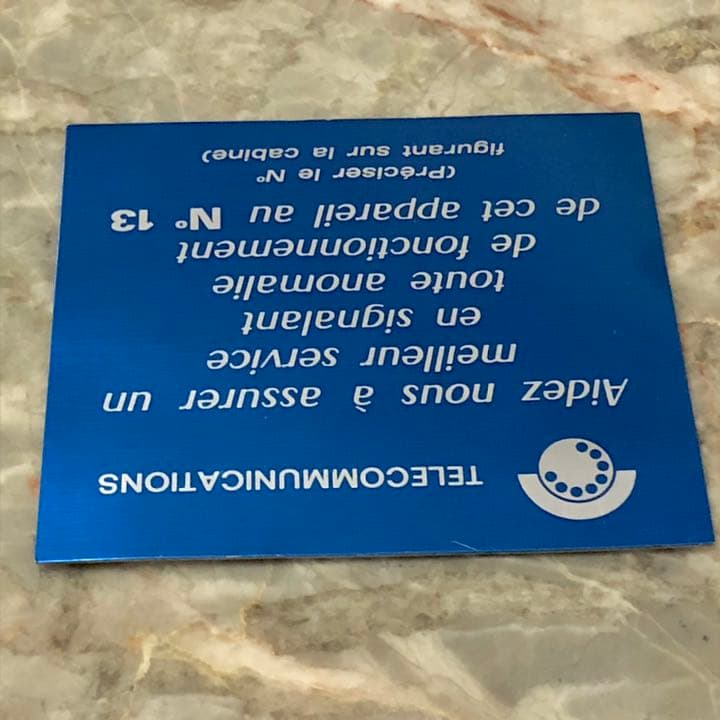 TELECOMMUNICATIONS
Aidez nous à assurer un
meilleur service
en signalant
toute anomalie
de fonctionnement
de cet appareil au N° 13
(Préciser le N°
figurant sur la cabine)